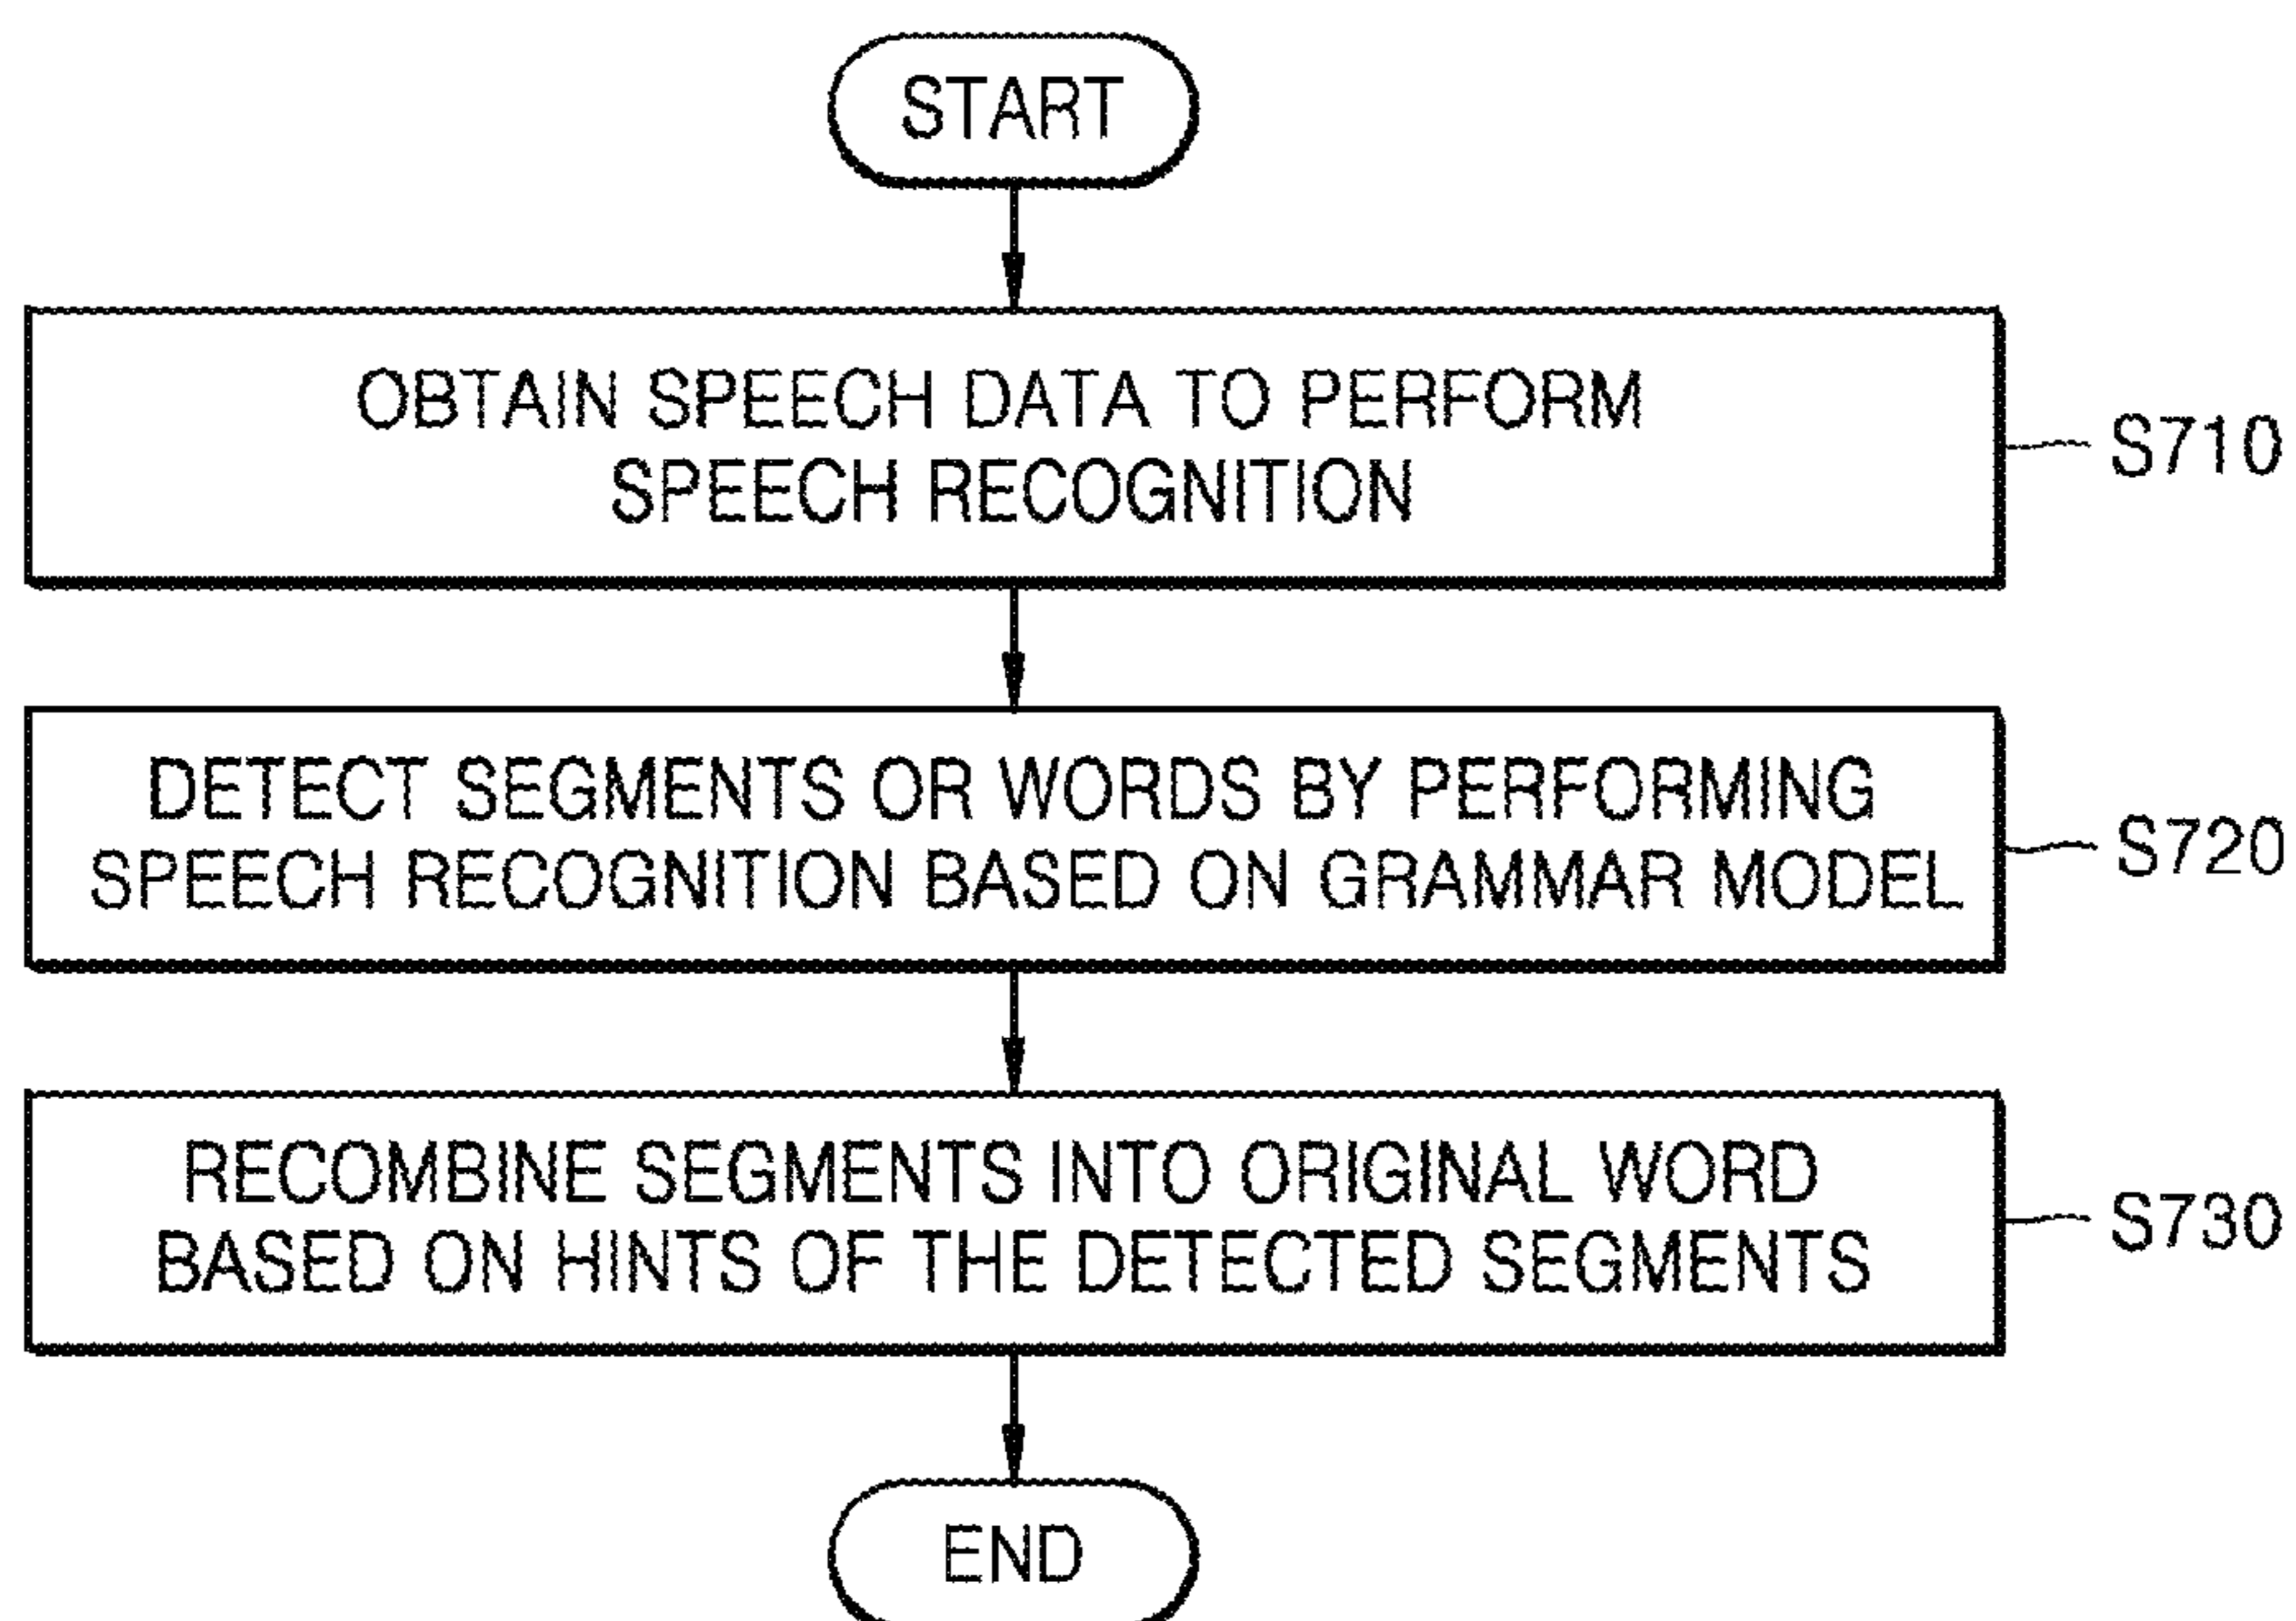 START
OBTAIN SPEECH DATA TO PERFORM
SPEECH RECOGNITION
S710
DETECT SEGMENTS OR WORDS BY PERFORMING
SPEECH RECOGNITION BASED ON GRAMMAR MODEL
S720
RECOMBINE SEGMENTS INTO ORIGINAL WORD
BASED ON HINTS OF THE DETECTED SEGMENTS
S730
END